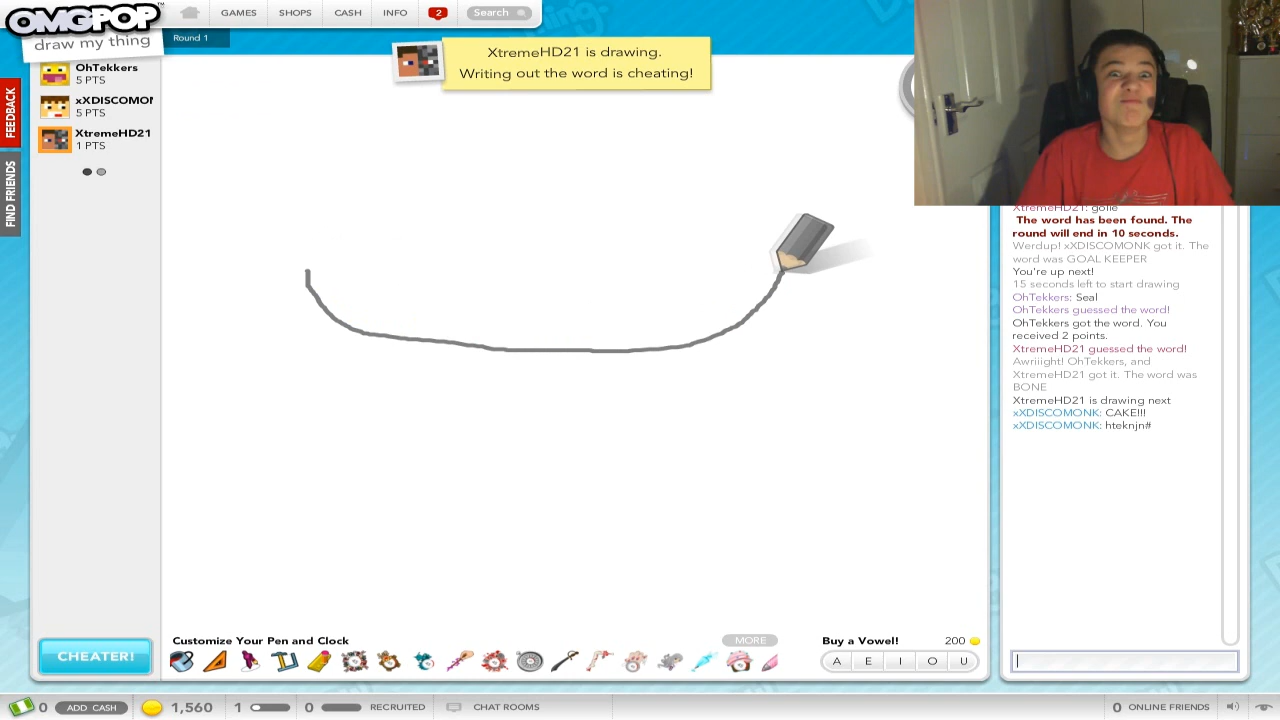 OMGPOP™
draw my thing
GAMES
SHOPS
CASH
INFO
2
Search
Round 1
XtremeHD21 is drawing.
Writing out the word is cheating!
FEEDBACK
FIND FRIENDS
OhTekkers
5 PTS
xXDISCOMON
5 PTS
XtremeHD21
1 PTS
CHEATER!
XtremeHD21: golie
The word has been found. The
round will end in 10 seconds.
Werdup! xXDISCOMONK got it. The
word was GOAL KEEPER
You're up next!
15 seconds left to start drawing
OhTekkers: Seal
OhTekkers guessed the word!
OhTekkers got the word. You
received 2 points.
XtremeHD21 guessed the word!
Awriiight! OhTekkers, and
XtremeHD21 got it. The word was
BONE
XtremeHD21 is drawing next
xXDISCOMONK: CAKE!!!
xXDISCOMONK: hteknjn#
Customize Your Pen and Clock
MORE
Buy a Vowel!
200
A E I O U
0
ADD CASH
1,560
1
0
RECRUITED
CHAT ROOMS
0 ONLINE FRIENDS